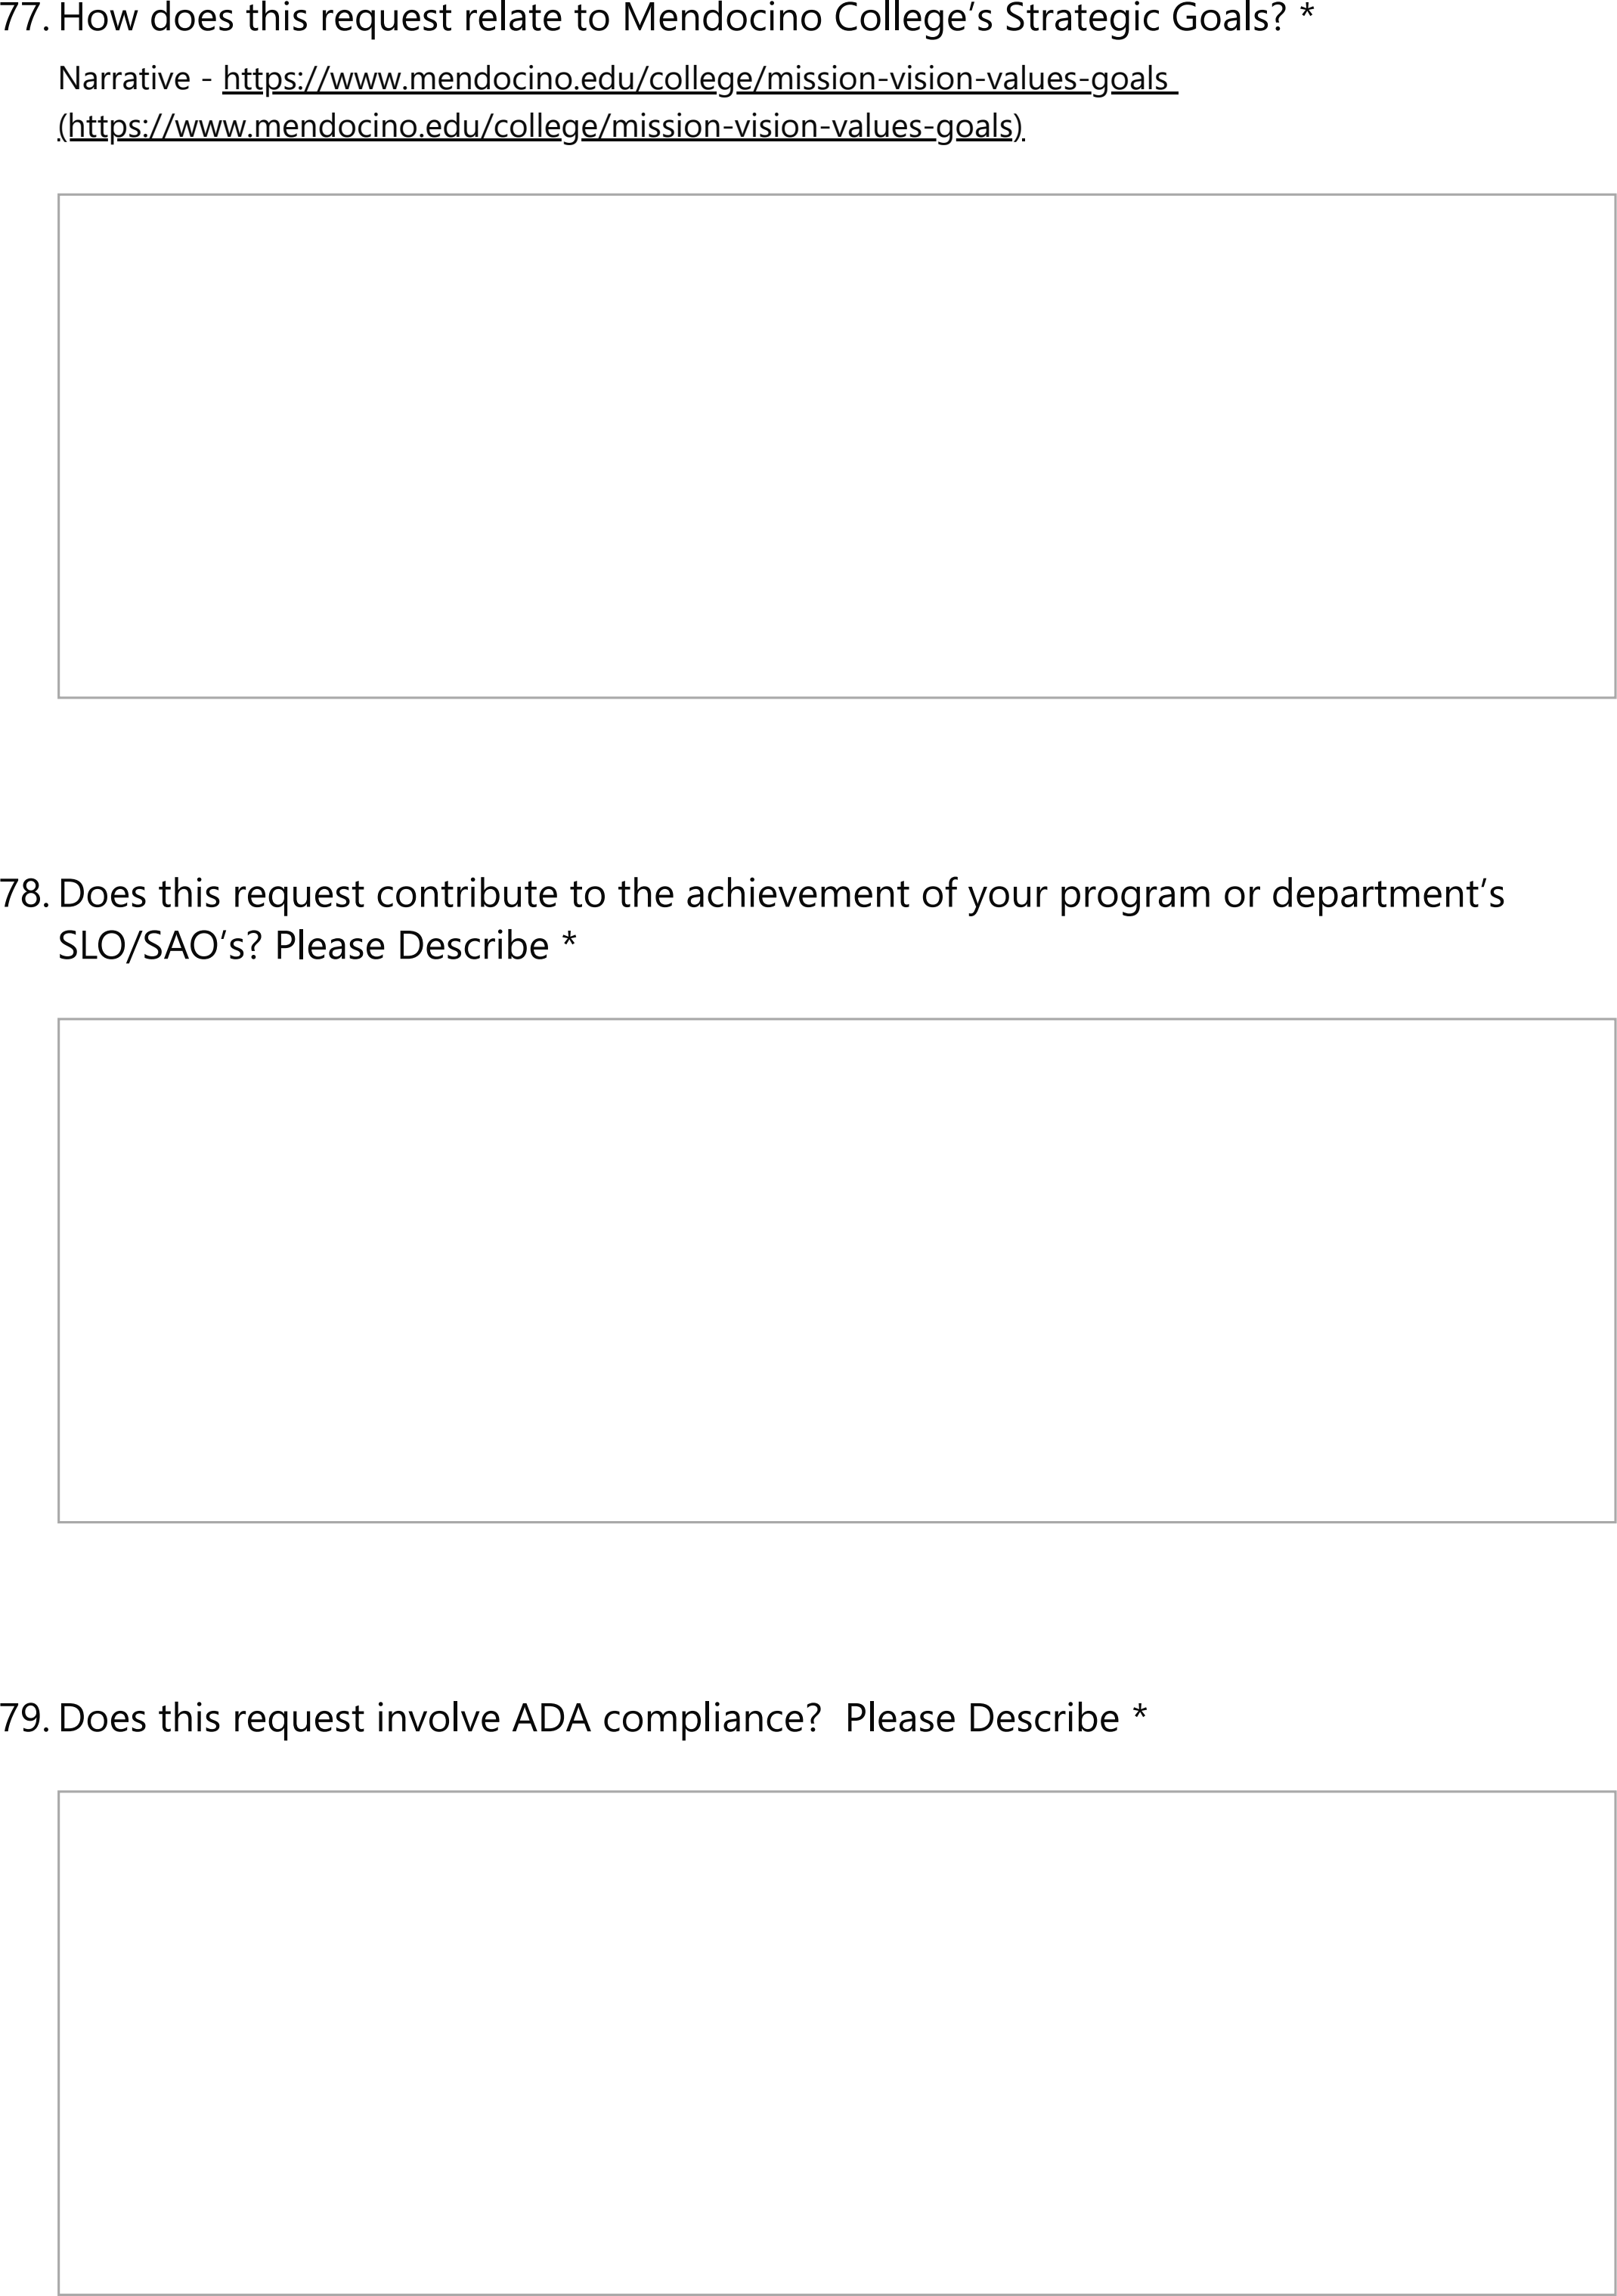 77. How does this request relate to Mendocino College’s Strategic Goals? *
Narrative - https://www.mendocino.edu/college/mission-vision-values-goals
(https://www.mendocino.edu/college/mission-vision-values-goals)
78. Does this request contribute to the achievement of your program or department’s
SLO/SAO’s? Please Describe *
79. Does this request involve ADA compliance?  Please Describe *